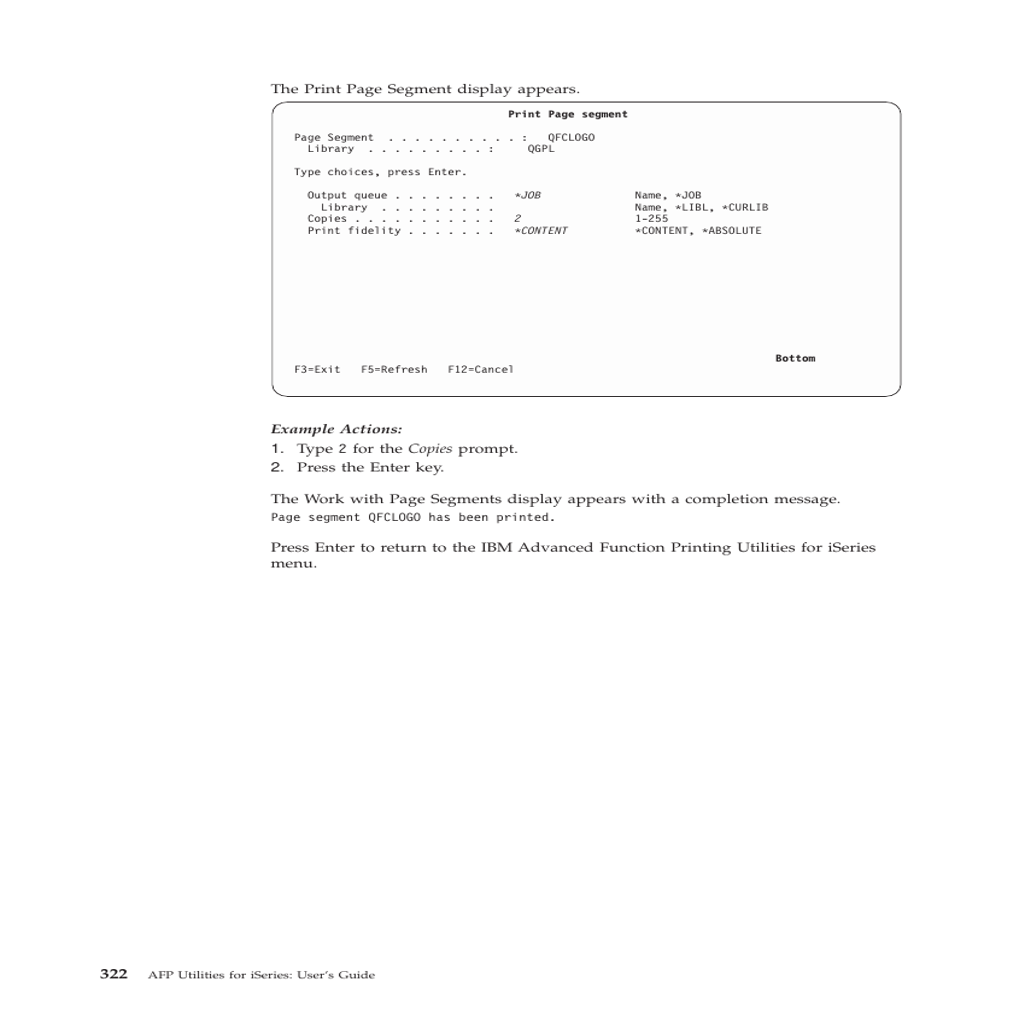 The Print Page Segment display appears.
Print Page segment
Page Segment . . . . . . . . . . : QFCLOGO
Library . . . . . . . . . : QGPL
Type choices, press Enter.
Output queue . . . . . . . . *JOB Name, *JOB
Library . . . . . . . . . Name, *LIBL, *CURLIB
Copies . . . . . . . . . . . 2 1-255
Print fidelity . . . . . . . *CONTENT *CONTENT, *ABSOLUTE
Bottom
F3=Exit F5=Refresh F12=Cancel
Example Actions:
1. Type 2 for the Copies prompt.
2. Press the Enter key.
The Work with Page Segments display appears with a completion message.
Page segment QFCLOGO has been printed.
Press Enter to return to the IBM Advanced Function Printing Utilities for iSeries
menu.
322 AFP Utilities for iSeries: User's Guide